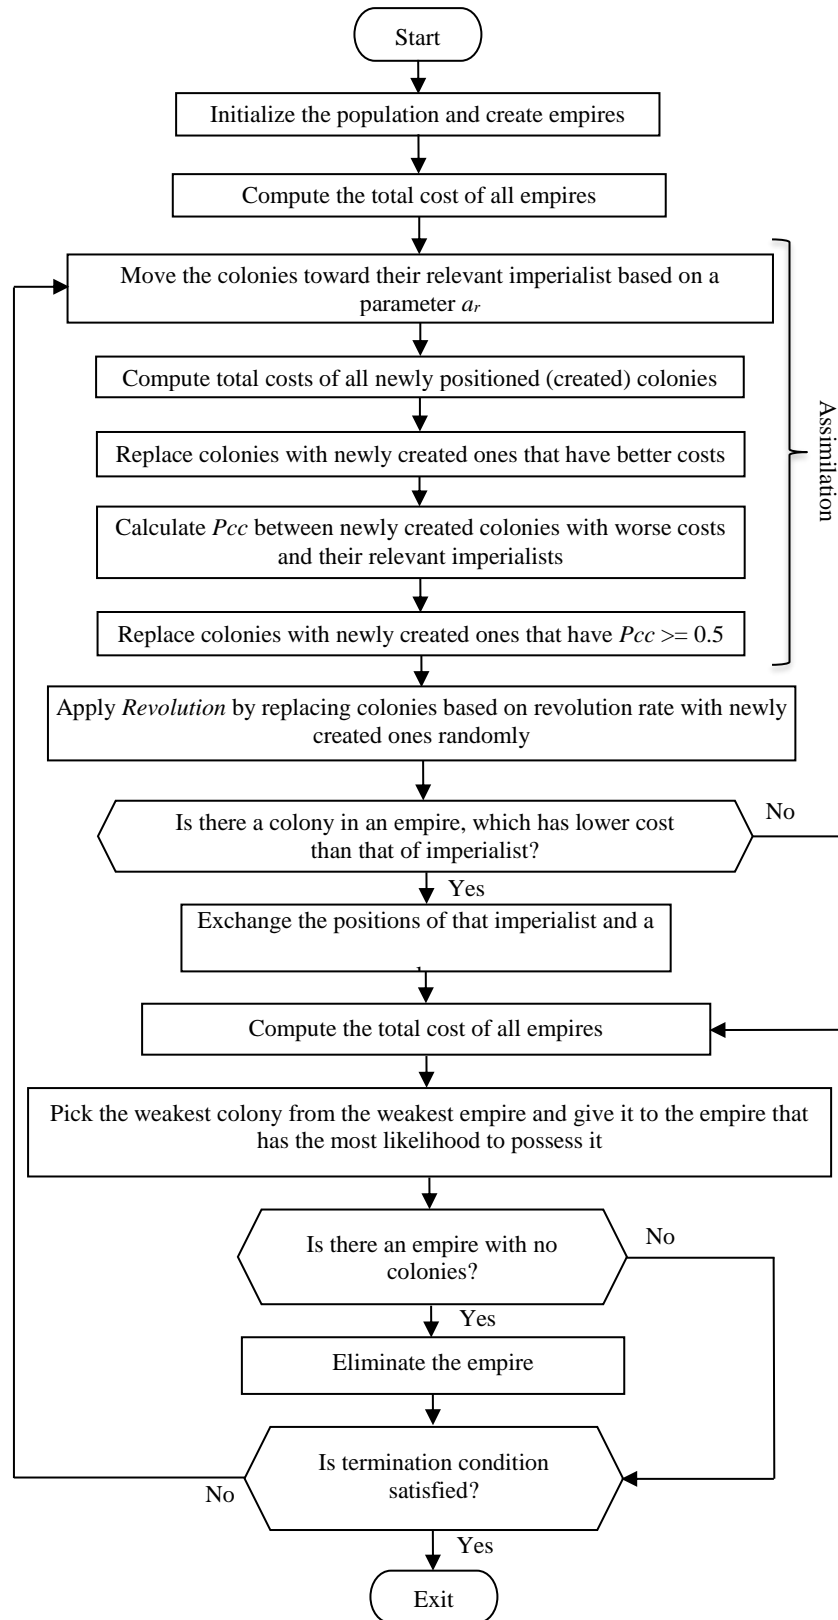 Start
Initialize the population and create empires
Compute the total cost of all empires
Move the colonies toward their relevant imperialist based on a
parameter ar
Compute total costs of all newly positioned (created) colonies
Replace colonies with newly created ones that have better costs
Calculate Pcc between newly created colonies with worse costs
and their relevant imperialists
Replace colonies with newly created ones that have Pcc >= 0.5
Assimilation
Apply Revolution by replacing colonies based on revolution rate with newly
created ones randomly
Is there a colony in an empire, which has lower cost
than that of imperialist?
No
Yes
Exchange the positions of that imperialist and a
Compute the total cost of all empires
Pick the weakest colony from the weakest empire and give it to the empire that
has the most likelihood to possess it
Is there an empire with no
colonies?
No
Yes
Eliminate the empire
Is termination condition
satisfied?
No
Yes
Exit